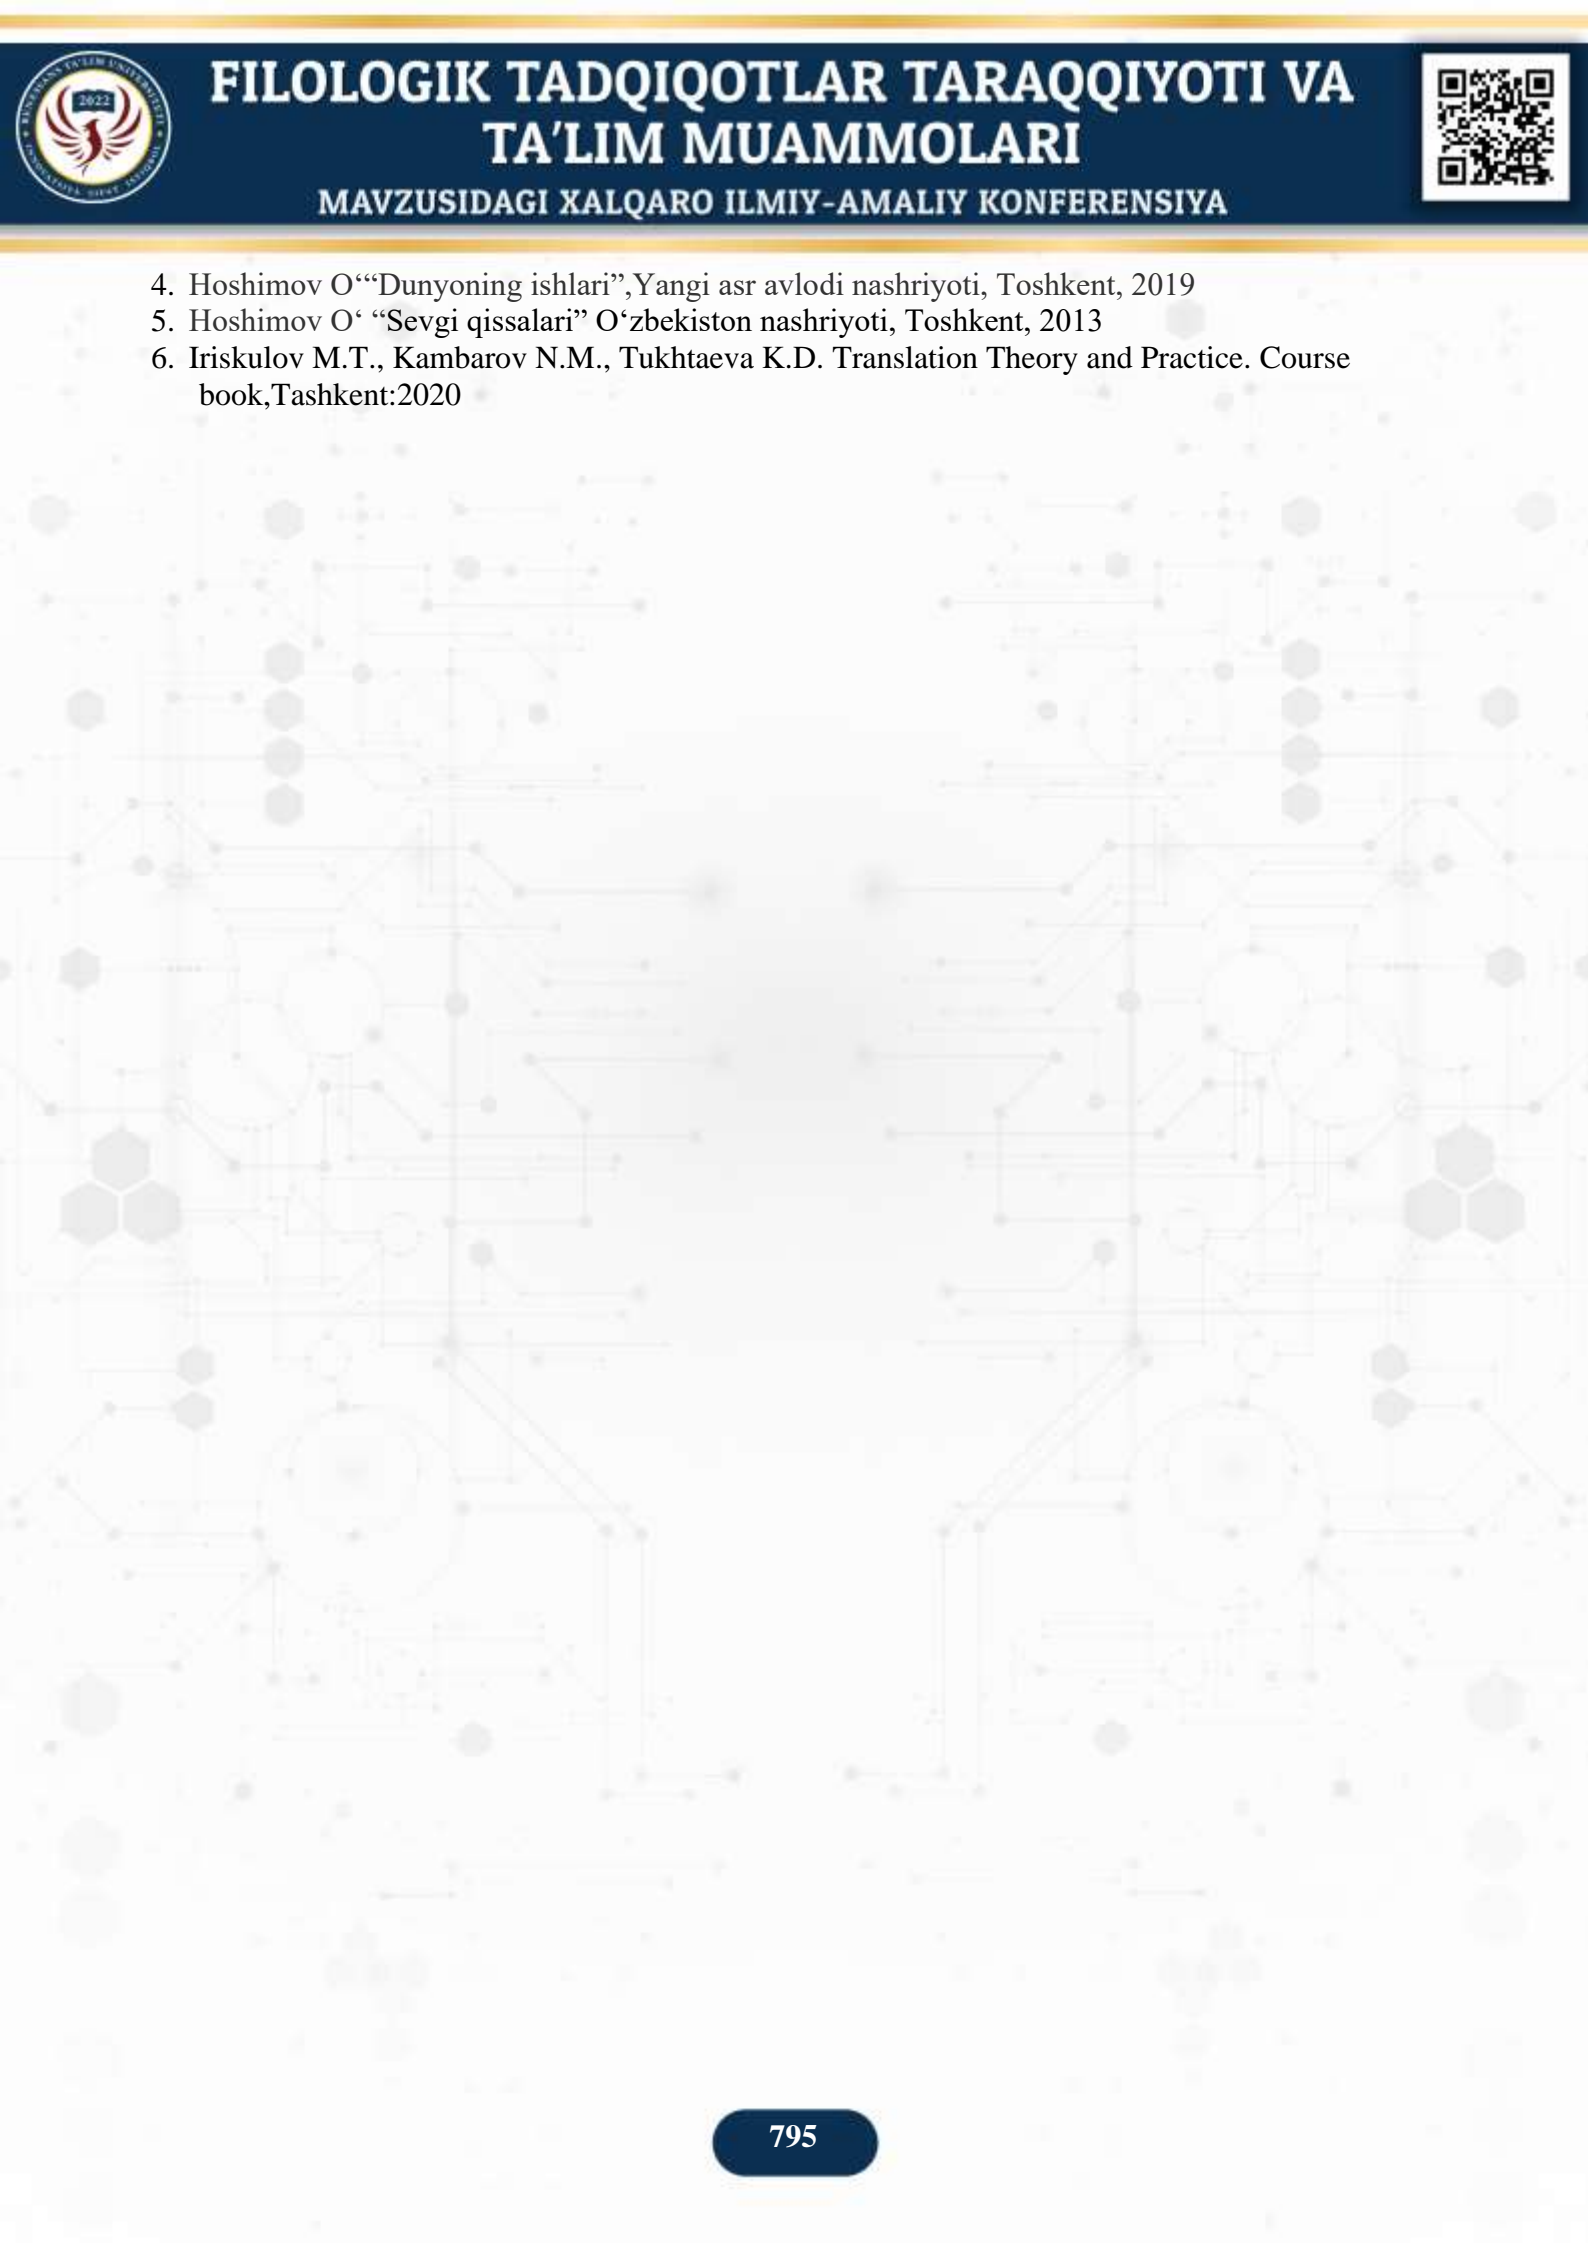 FILOLOGIK TADQIQOTLAR TARAQQIYOTI VA
TA’LIM MUAMMOLARI
MAVZUSIDAGI XALQARO ILMIY-AMALIY KONFERENSIYA
2022
4. Hoshimov O‘“Dunyoning ishlari”,Yangi asr avlodi nashriyoti, Toshkent, 2019
5. Hoshimov O‘ “Sevgi qissalari” O‘zbekiston nashriyoti, Toshkent, 2013
6. Iriskulov M.T., Kambarov N.M., Tukhtaeva K.D. Translation Theory and Practice. Course
book,Tashkent:2020
795